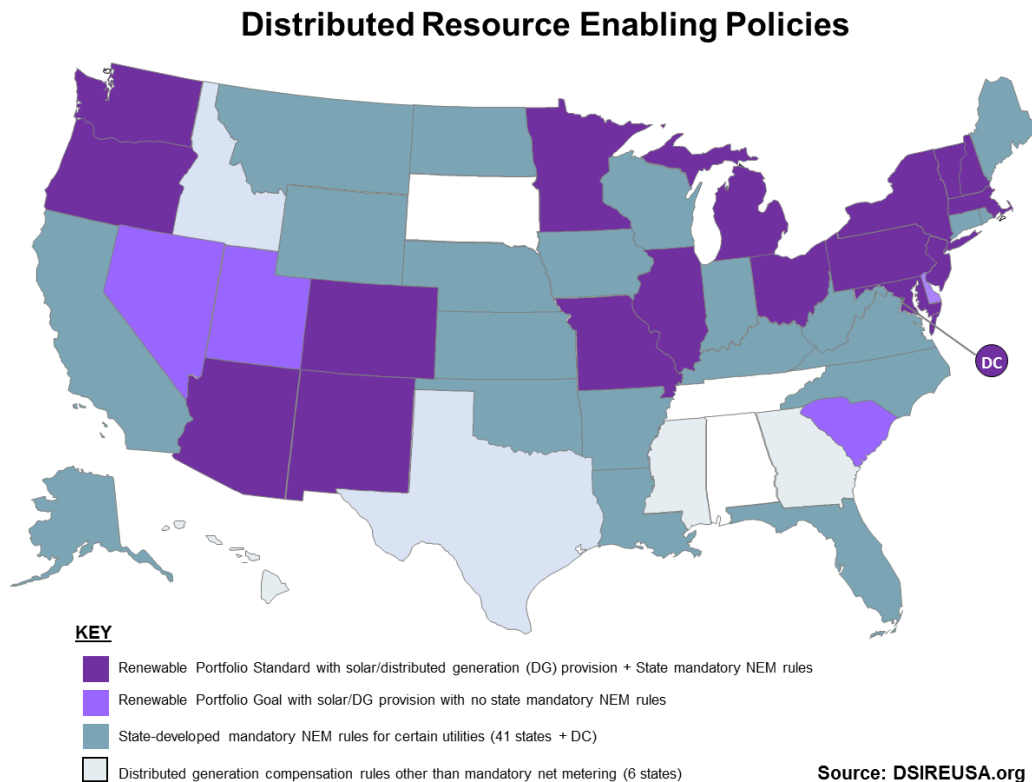 Distributed Resource Enabling Policies
DC
KEY
Renewable Portfolio Standard with solar/distributed generation (DG) provision + State mandatory NEM rules
Renewable Portfolio Goal with solar/DG provision with no state mandatory NEM rules
State-developed mandatory NEM rules for certain utilities (41 states + DC)
Distributed generation compensation rules other than mandatory net metering (6 states)
Source: DSIREUSA.org